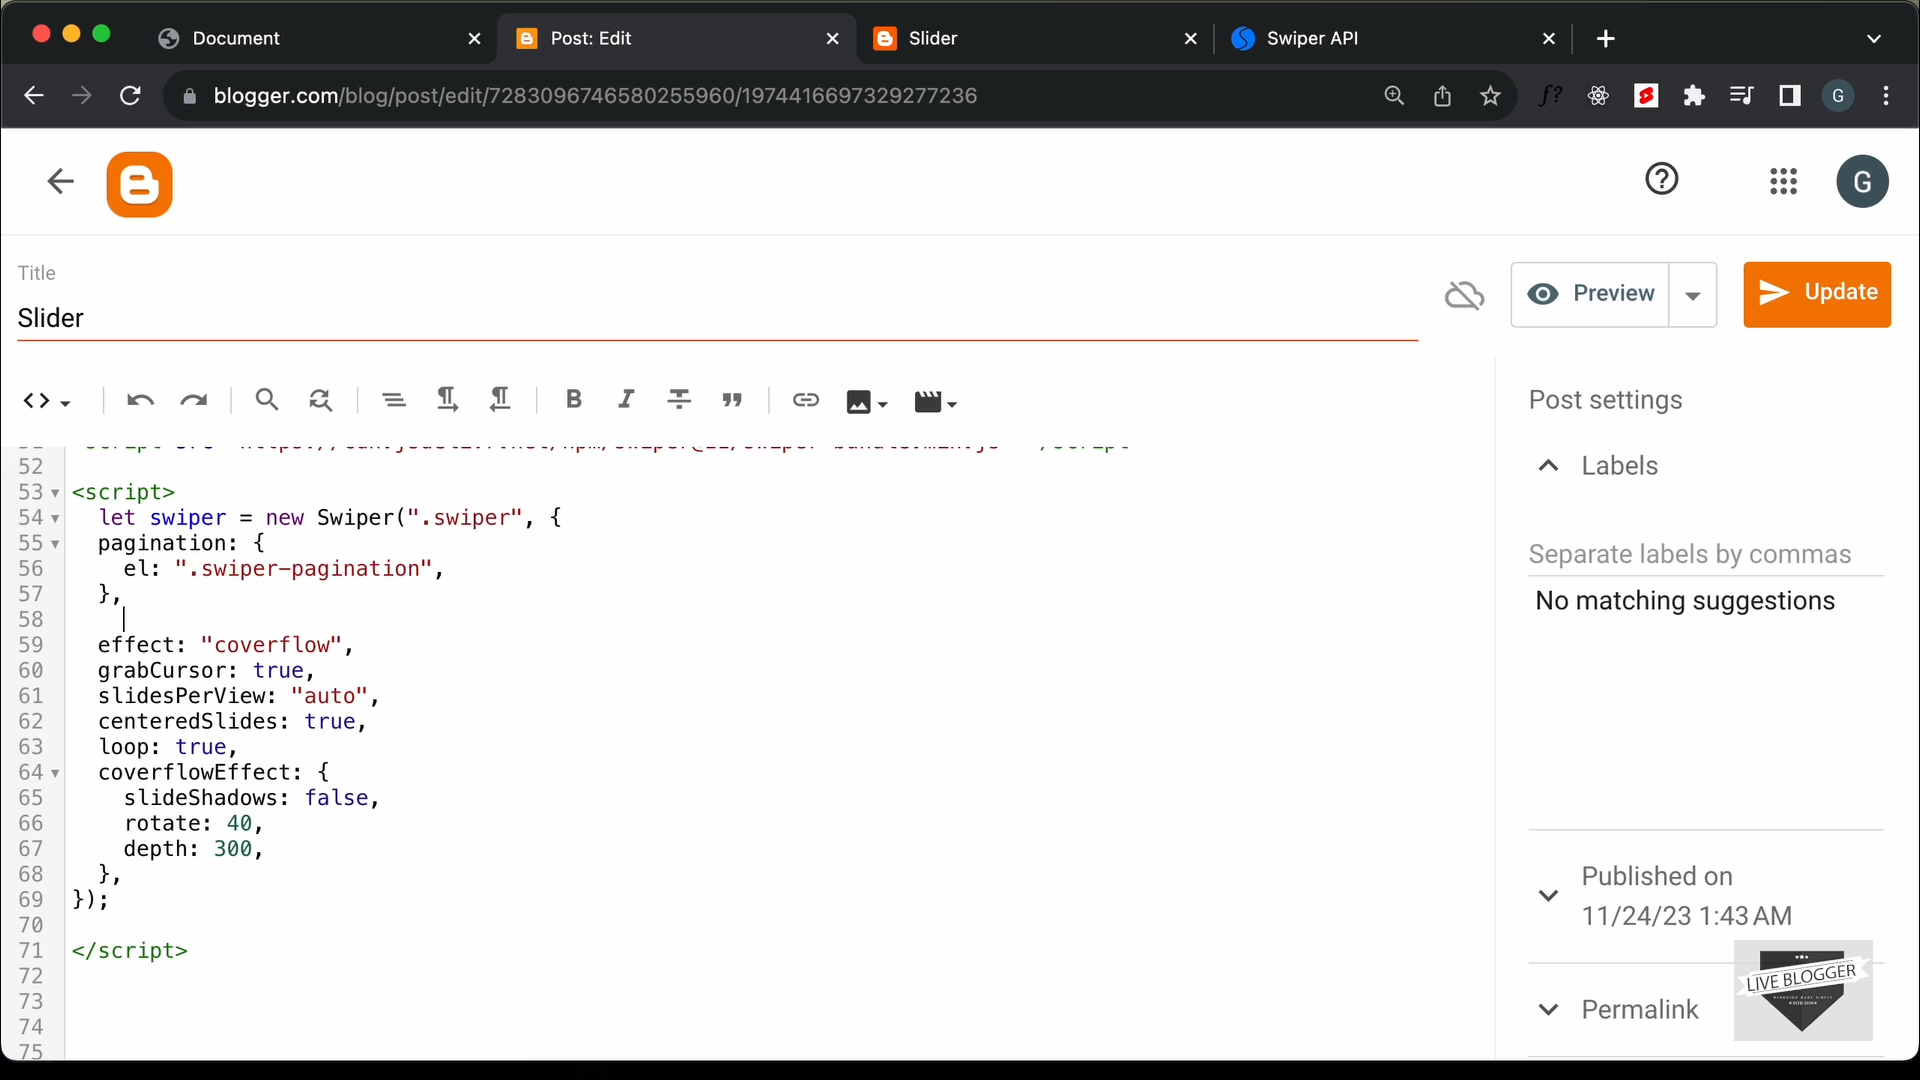 Document
Post: Edit
Slider
Swiper API
blogger.com/blog/post/edit/7283096746580255960/1974416697329277236
f?
G
G
Title
Slider
Preview
Update
Post settings
Labels
Separate labels by commas
No matching suggestions
Published on
11/24/23 1:43 AM
Permalink
LIVE BLOGGER
52
53 <script>
54 let swiper = new Swiper(".swiper", {
55 pagination: {
56 el: ".swiper-pagination",
57 },
58
59 effect: "coverflow",
60 grabCursor: true,
61 slidesPerView: "auto",
62 centeredSlides: true,
63 loop: true,
64 coverflowEffect: {
65 slideShadows: false,
66 rotate: 40,
67 depth: 300,
68 },
69 });
70
71 </script>
72
73
74
75